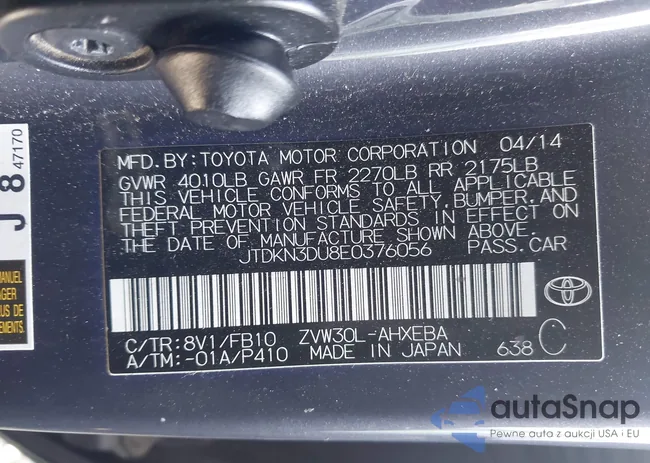 J 8
47170
MANUAL
MFD. BY: TOYOTA MOTOR CORPORATION 04/14
GVWR 4010LB GAWR FR 2270LB RR 2175LB
THIS VEHICLE CONFORMS TO ALL APPLICABLE
FEDERAL MOTOR VEHICLE SAFETY, BUMPER, AND
THEFT PREVENTION STANDARDS IN EFFECT ON
THE DATE OF MANUFACTURE SHOWN ABOVE.
JTDKN3DU8E0376056 PASS. CAR
C/TR: 8V1/FB10 ZVW30L-AHXEBA
A/TM: -01A/P410 MADE IN JAPAN 638 C
autaSnap
Pewne auta z aukcji USA i EU